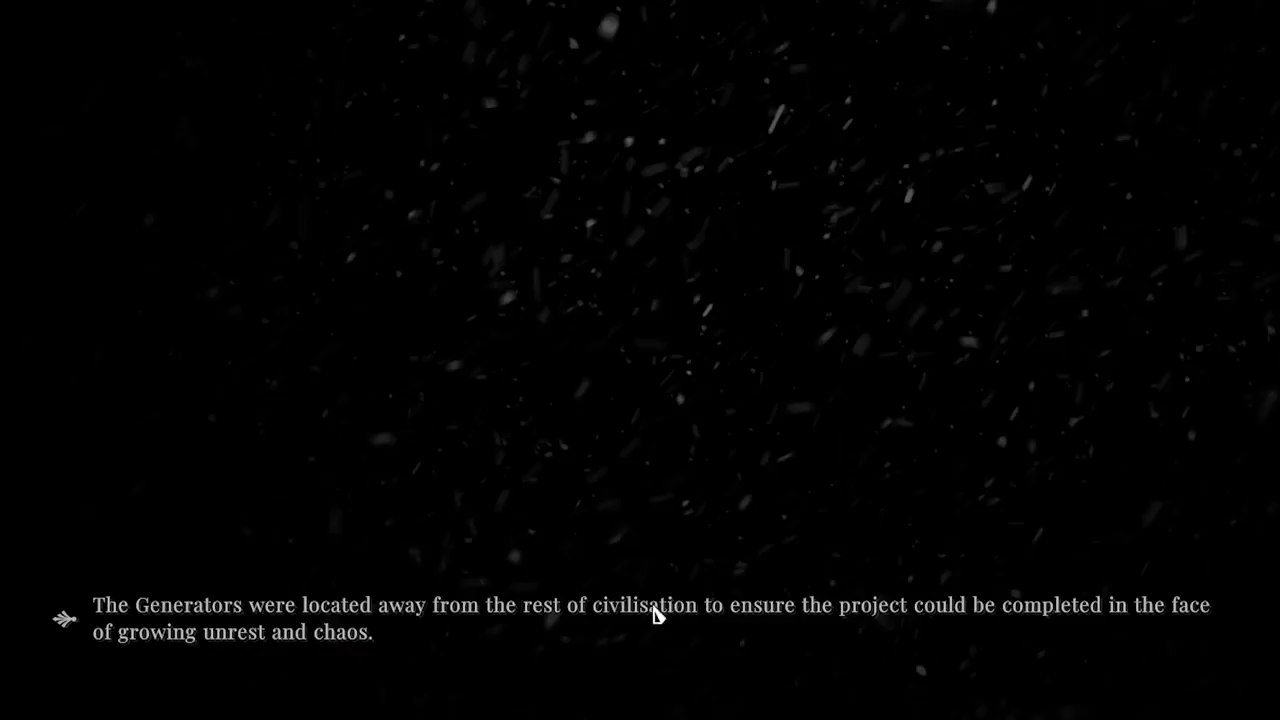 The Generators were located away from the rest of civilisation to ensure the project could be completed in the face
of growing unrest and chaos.